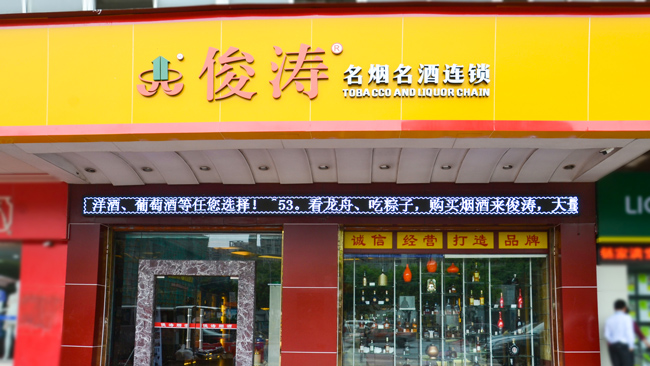 俊涛®
名烟名酒连锁
TOBACCO AND LIQUOR CHAIN
洋酒、葡萄酒等在您选择!~53。看龙舟、吃粽子,购买烟酒来俊涛,大
诚信 经营 打造 品牌
LI